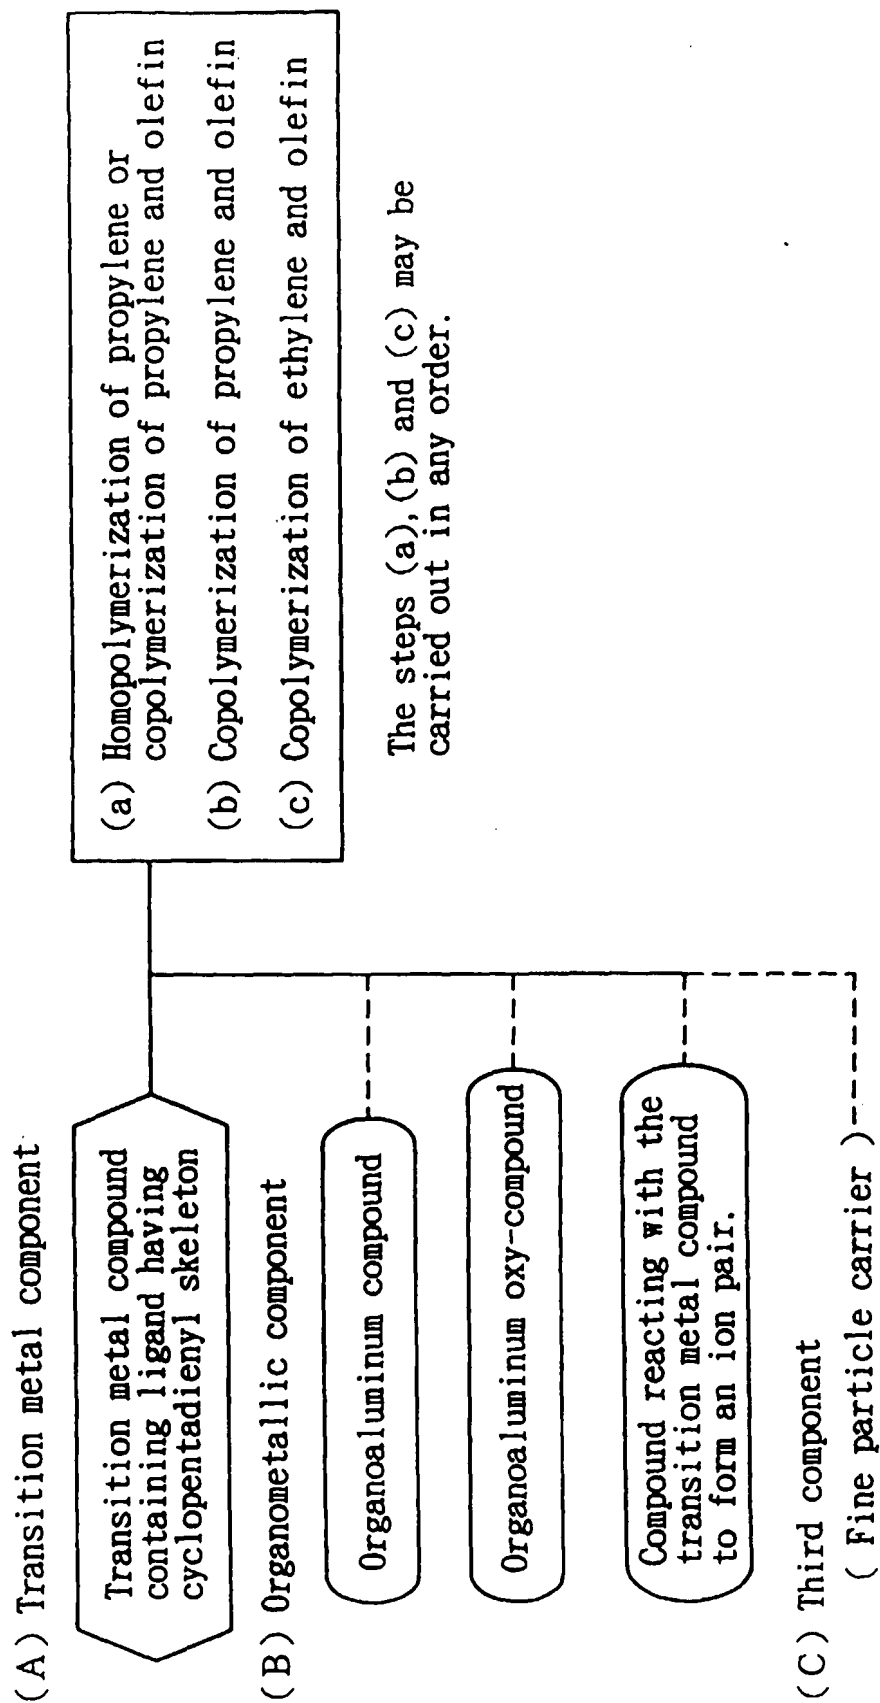 (A) Transition metal component
Transition metal compound
containing ligand having
cyclopentadienyl skeleton
(B) Organometallic component
Organoaluminum compound
Organoaluminum oxy-compound
Compound reacting with the
transition metal compound
to form an ion pair.
(C) Third component
( Fine particle carrier )
(a) Homopolymerization of propylene or
copolymerization of propylene and olefin
(b) Copolymerization of propylene and olefin
(c) Copolymerization of ethylene and olefin
The steps (a),(b) and (c) may be
carried out in any order.